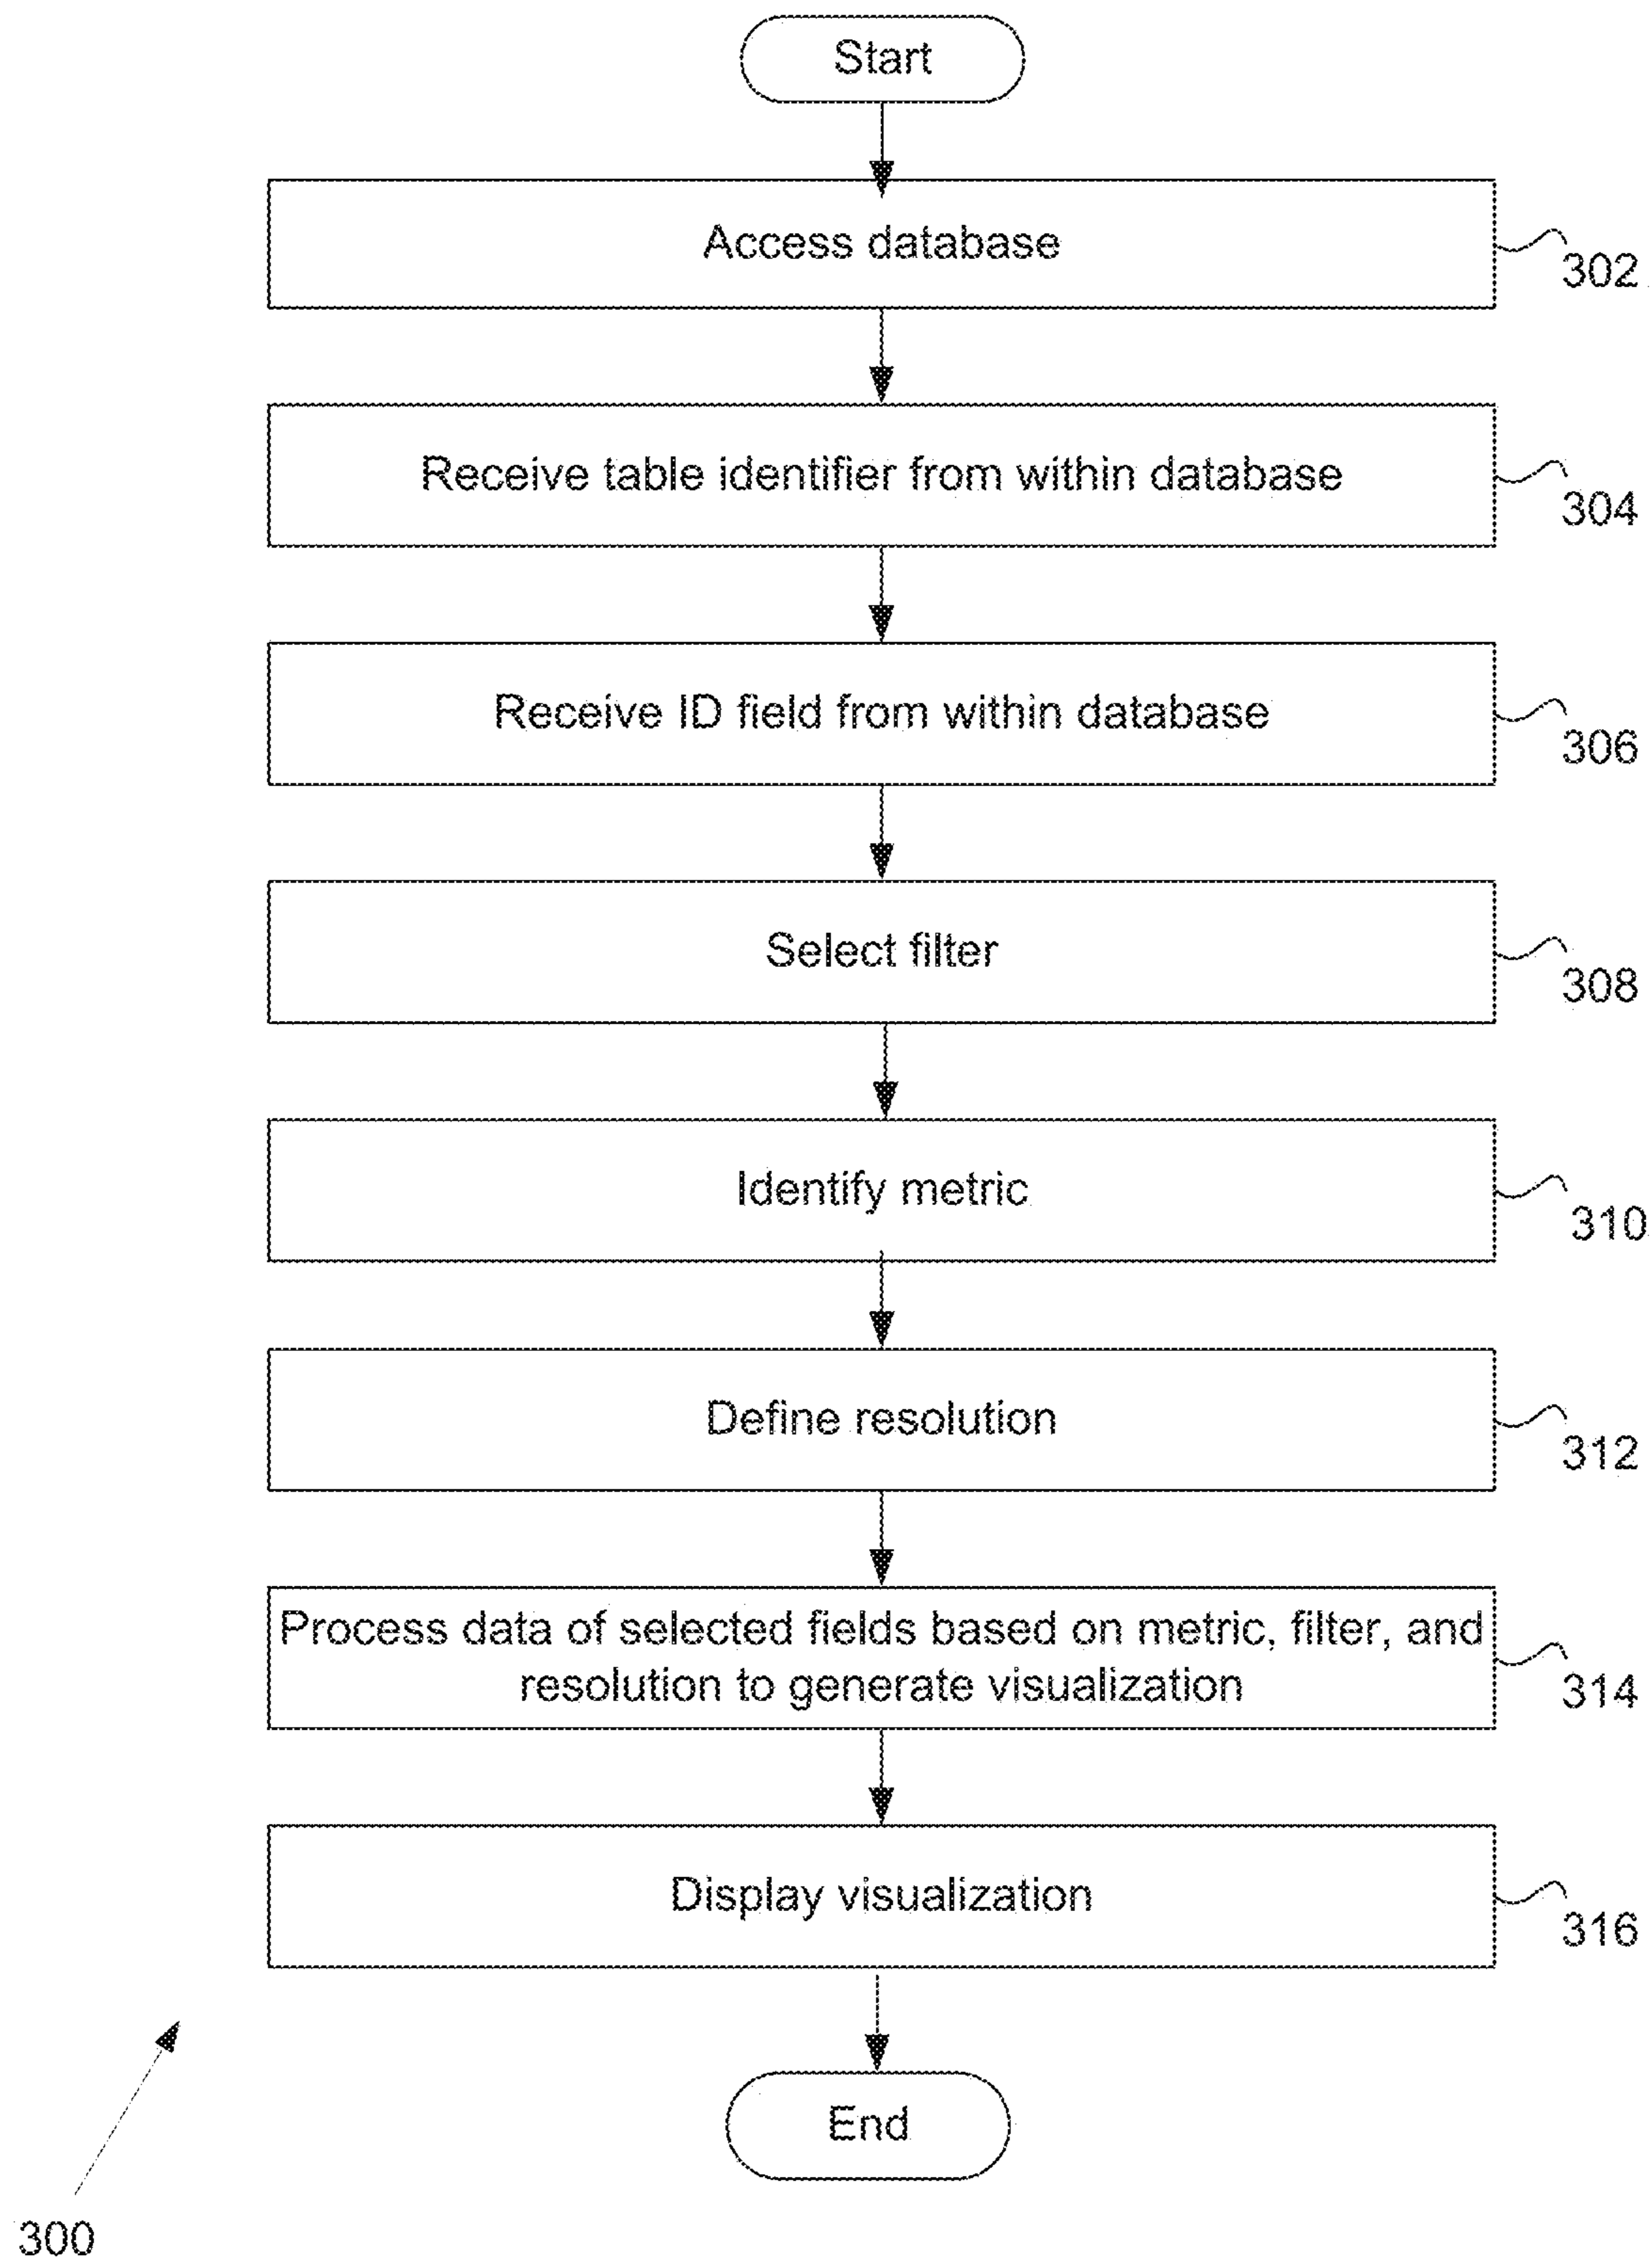 Start
Access database
302
Receive table identifier from within database
304
Receive ID field from within database
306
Select filter
308
Identify metric
310
Define resolution
312
Process data of selected fields based on metric, filter, and
resolution to generate visualization
314
Display visualization
316
End
300